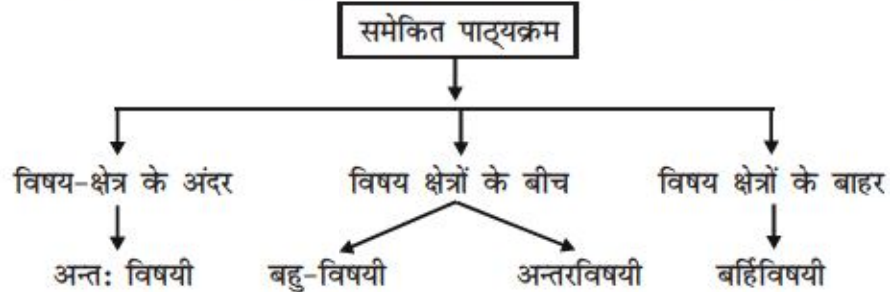 समेकित पाठ्यक्रम
विषय-क्षेत्र के अंदर विषय क्षेत्रों के बीच विषय क्षेत्रों के बाहर
अन्त: विषयी बहु-विषयी अन्तरविषयी बर्हिविषयी